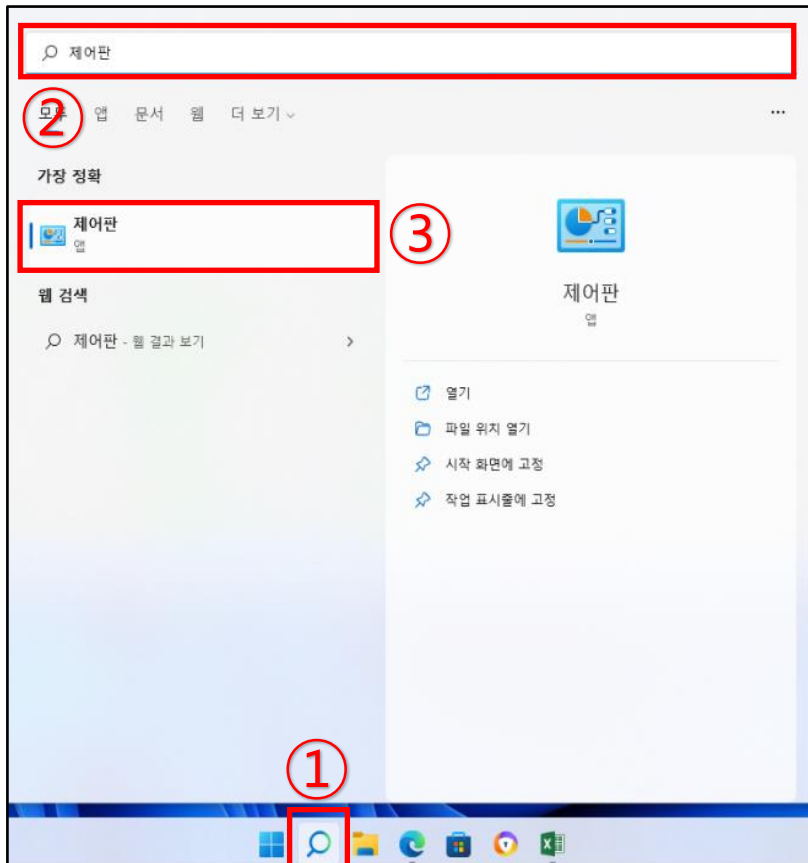 제어판
②
모두 앱 문서 웹 더 보기
···
가장 정확
제어판
앱
③
웹 검색
제어판 - 웹 결과 보기
제어판
앱
열기
파일 위치 열기
시작 화면에 고정
작업 표시줄에 고정
①